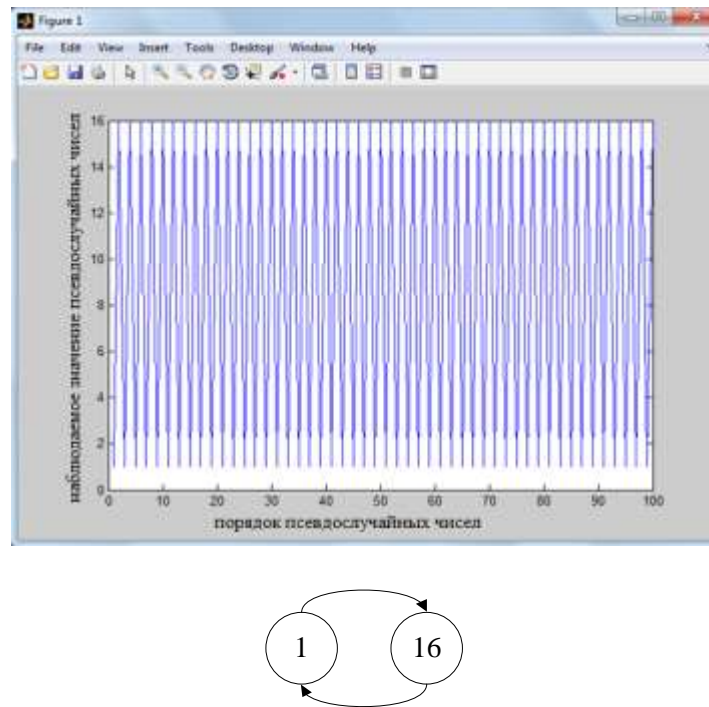 Figure 1
File Edit View Insert Tools Desktop Window Help
наблюдаемое значение псевдослучайных чисел
16
14
12
10
8
6
4
2
0
0 10 20 30 40 50 60 70 80 90 100
порядок псевдослучайных чисел
1 16